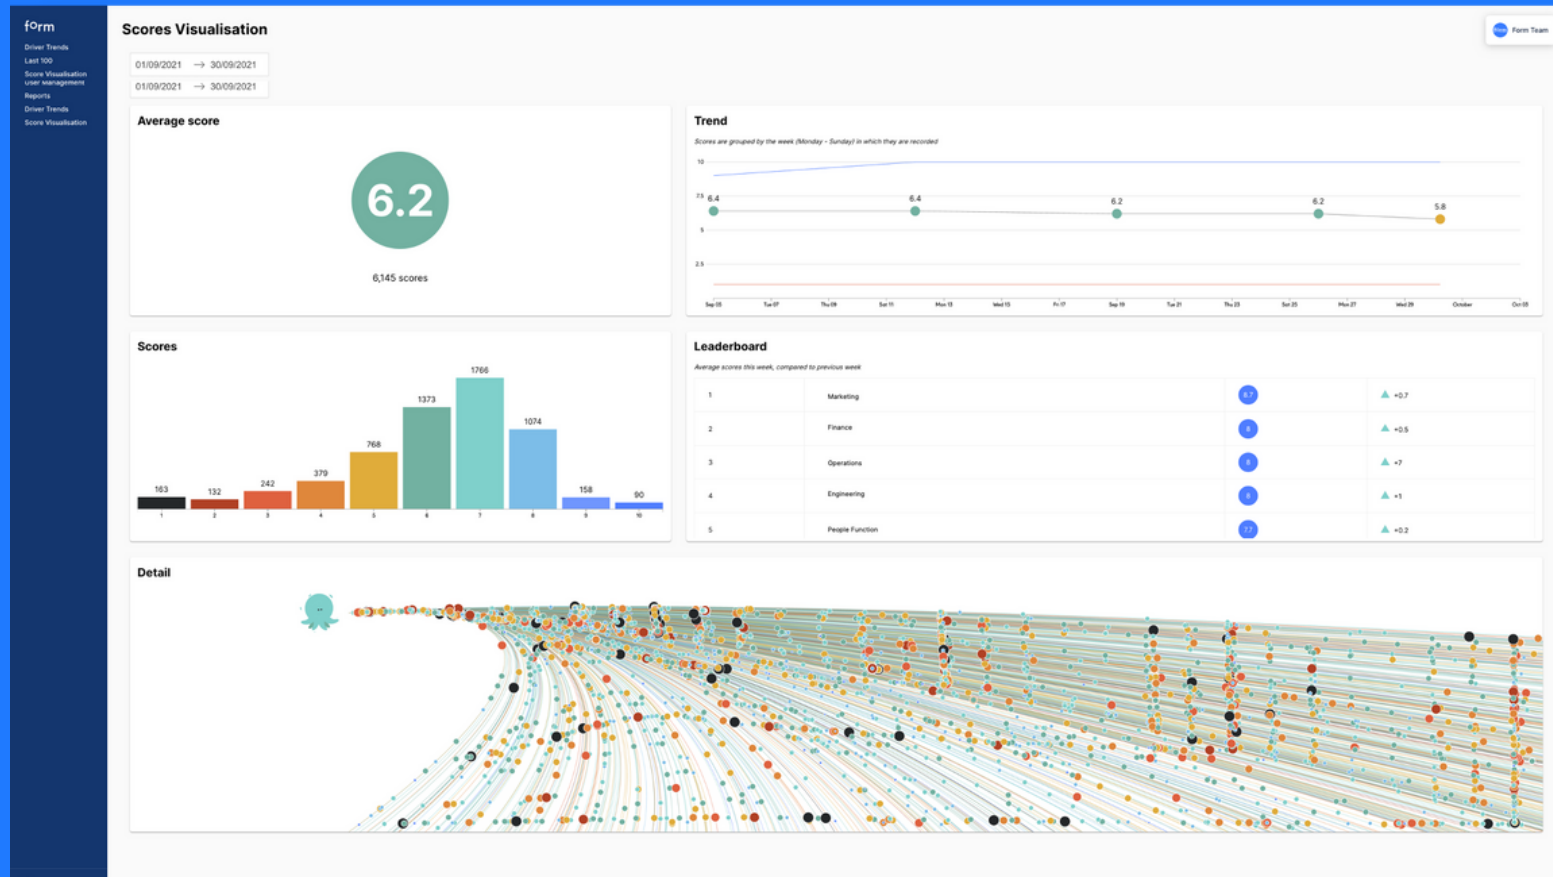 form
Driver Trends
Last 100
Score Visualisation
user Management
Reports
Driver Trends
Score Visualisation
Scores Visualisation
Form Team
01/09/2021 → 30/09/2021
01/09/2021 → 30/09/2021
Average score
6.2
6,145 scores
Trend
Scores are grouped by the week (Monday - Sunday) in which they are recorded
10
7.5
5
2.5
6.4
6.4
6.2
6.2
5.8
Sep 05
Tue 07
Thu 09
Sat 11
Mon 13
Wed 15
Fri 17
Sep 19
Tue 21
Thu 23
Sat 25
Mon 27
Wed 29
October
Oct 03
Scores
163
132
242
379
768
1373
1766
1074
158
90
1
2
3
4
5
6
7
8
9
10
Leaderboard
Average scores this week, compared to previous week
1 Marketing 8.7 +0.7
2 Finance 8 +0.5
3 Operations 8 +7
4 Engineering 8 +1
5 People Function 7.7 +0.2
Detail